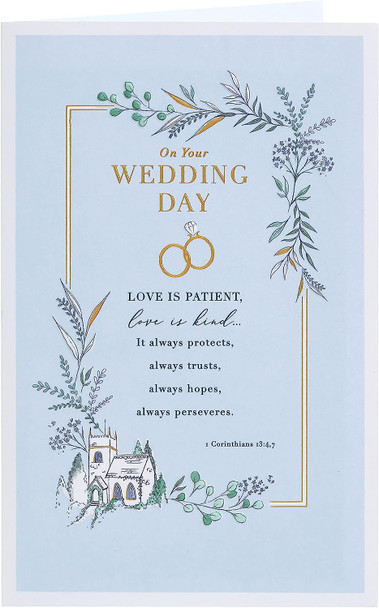 On Your
WEDDING
DAY
LOVE IS PATIENT,
love is kind...
It always protects,
always trusts,
always hopes,
always perseveres.
1 Corinthians 13:4,7